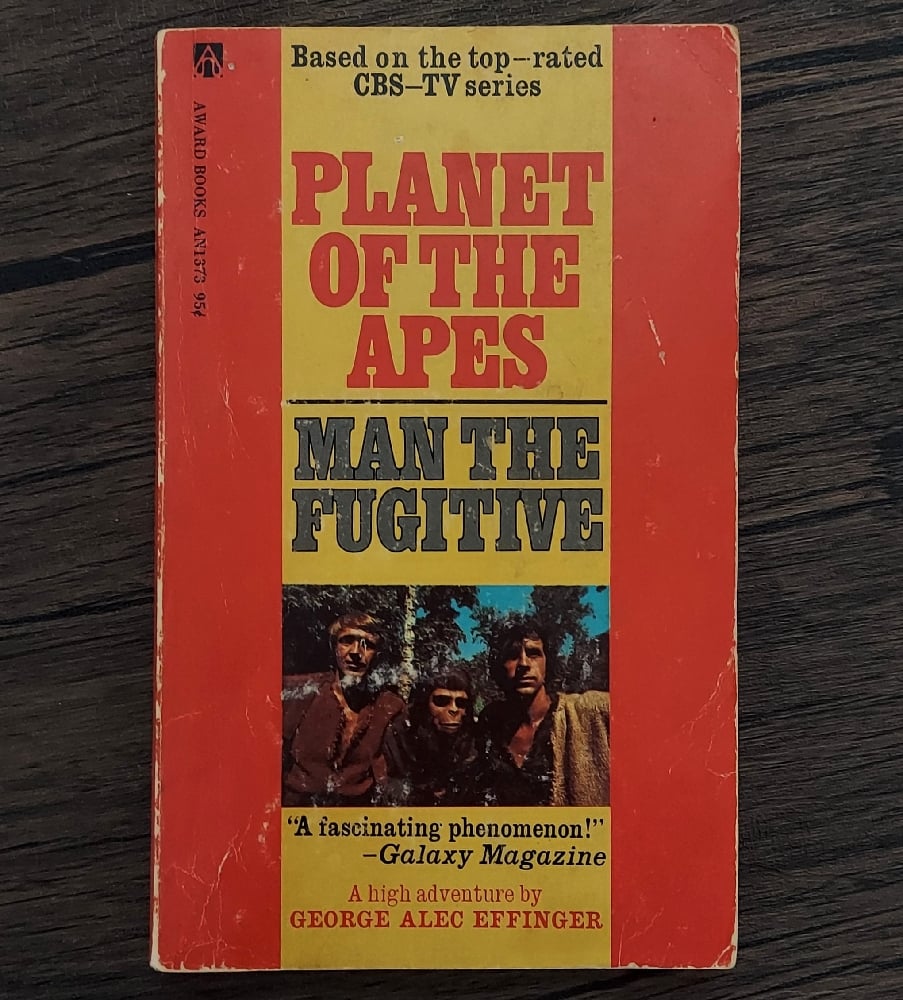 Based on the top—rated
CBS—TV series
AWARD BOOKS AN1373 95¢
PLANET
OF THE
APES
MAN THE
FUGITIVE
"A fascinating phenomenon!"
—Galaxy Magazine
A high adventure by
GEORGE ALEC EFFINGER